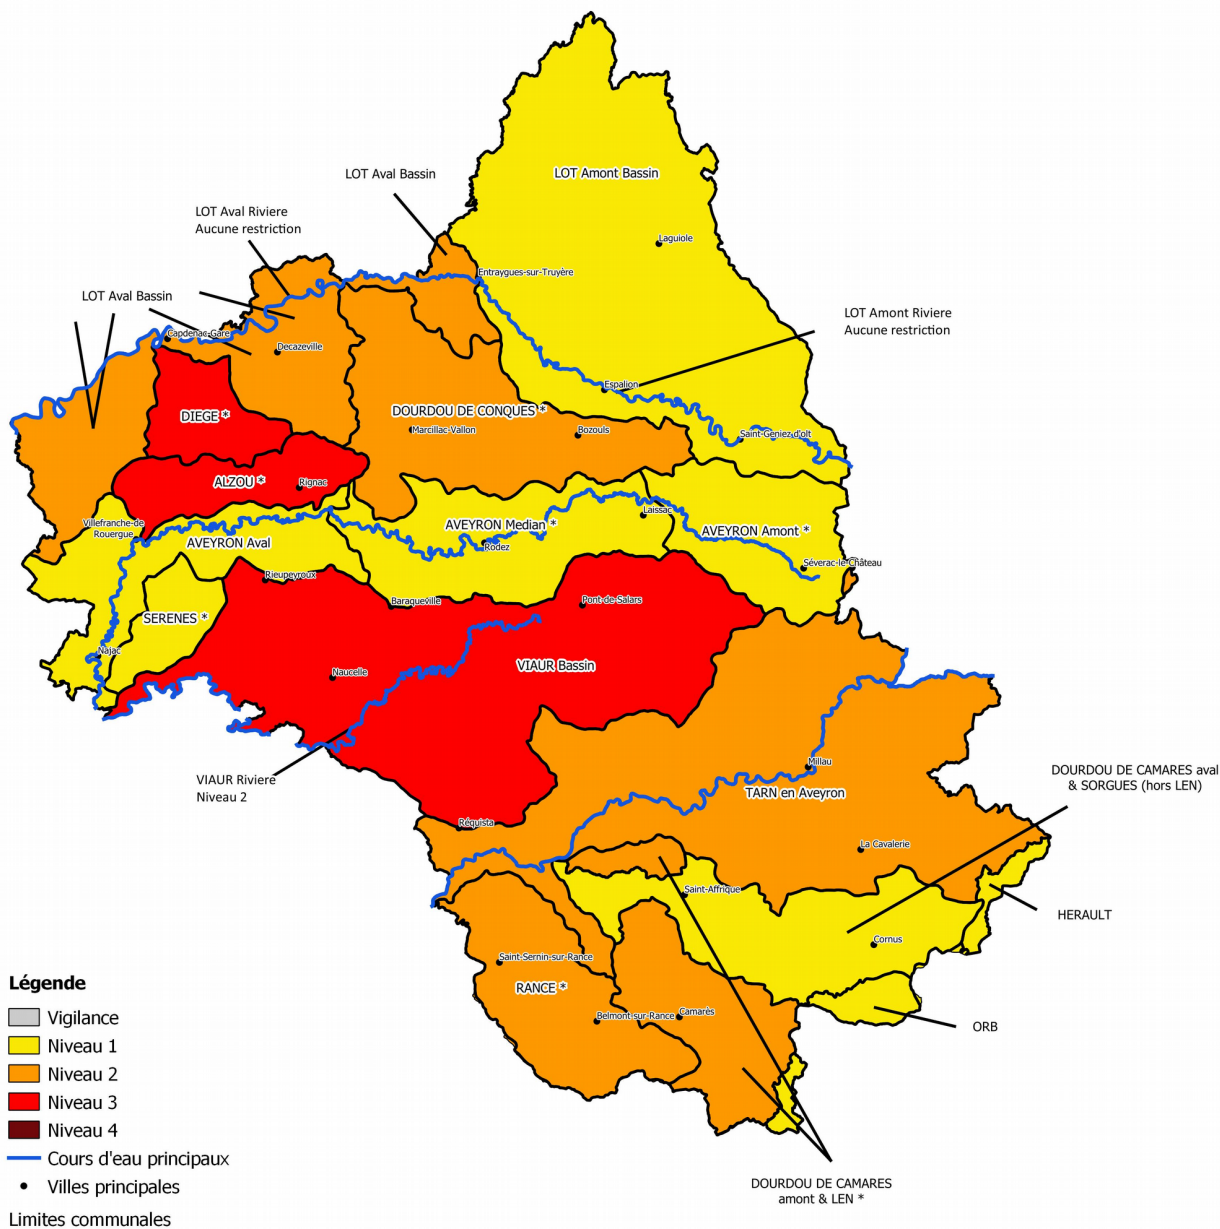 LOT Aval Bassin
LOT Amont Bassin
LOT Aval Riviere
Aucune restriction
Laguiole
Entraygues-sur-Truyère
LOT Aval Bassin
LOT Amont Riviere
Aucune restriction
Capdenac-Gare
Decazeville
Espalion
DIEGE *
DOURDOU DE CONQUES *
Marcillac-Vallon
Bozouls
Saint-Geniez-d'olt
ALZOU *
Rignac
Villefranche-de
Rouergue
AVEYRON Median *
Laissac
AVEYRON Amont *
AVEYRON Aval
Rodez
Séverac-le-Château
Rieupeyroux
Baraqueville
Pont-de-Salars
SERENES *
Najac
Naucelle
VIAUR Bassin
VIAUR Riviere
Niveau 2
Millau
TARN en Aveyron
DOURDOU DE CAMARES aval
& SORGUES (hors LEN)
Réquista
La Cavalerie
Saint-Affrique
HERAULT
Cornus
Saint-Sernin-sur-Rance
RANCE *
Belmont-sur-Rance
Camarès
ORB
DOURDOU DE CAMARES
amont & LEN *
Légende
Vigilance
Niveau 1
Niveau 2
Niveau 3
Niveau 4
Cours d'eau principaux
Villes principales
Limites communales